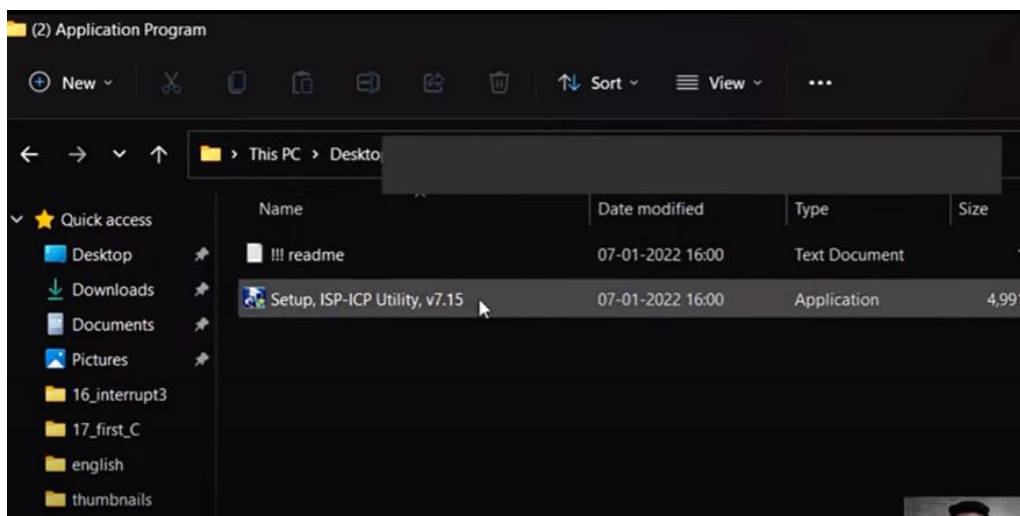 (2) Application Program
New Sort View
This PC > Desktop
Name Date modified Type Size
Quick access
Desktop
Downloads
Documents
Pictures
16_interrupt3
17_first_C
english
thumbnails
!!! readme 07-01-2022 16:00 Text Document
Setup, ISP-ICP Utility, v7.15 07-01-2022 16:00 Application 4,991